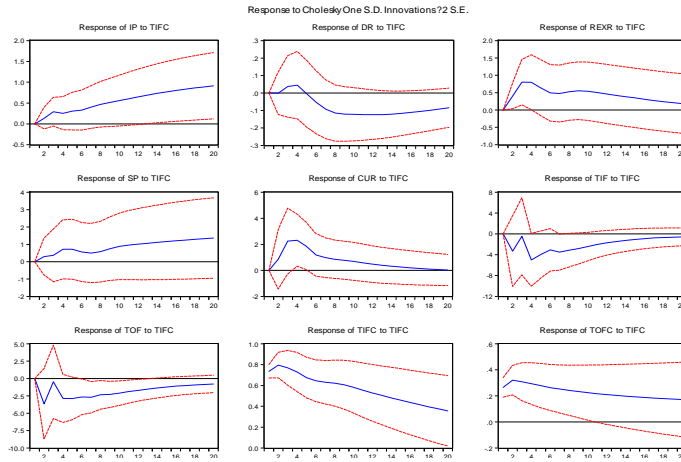 Response to Cholesky One S.D. Innovations ?2 S.E.
Response of IP to TIFC
2.0
1.5
1.0
0.5
0.0
-0.5
2 4 6 8 10 12 14 16 18 20
Response of DR to TIFC
.3
.2
.1
.0
.1
.2
.3
2 4 6 8 10 12 14 16 18 20
Response of REXR to TIFC
2.0
1.5
1.0
0.5
0.0
-0.5
-1.0
2 4 6 8 10 12 14 16 18 20
Response of SP to TIFC
4
3
2
1
0
-1
-2
2 4 6 8 10 12 14 16 18 20
Response of CUR to TIFC
6
4
2
0
-2
2 4 6 8 10 12 14 16 18 20
Response of TIF to TIFC
8
4
0
-4
-8
-12
2 4 6 8 10 12 14 16 18 20
Response of TOF to TIFC
5.0
2.5
0.0
-2.5
-5.0
-7.5
-10.0
2 4 6 8 10 12 14 16 18 20
Response of TIFC to TIFC
1.0
0.8
0.6
0.4
0.2
0.0
2 4 6 8 10 12 14 16 18 20
Response of TOFC to TIFC
.6
.4
.2
.0
-.2
2 4 6 8 10 12 14 16 18 20